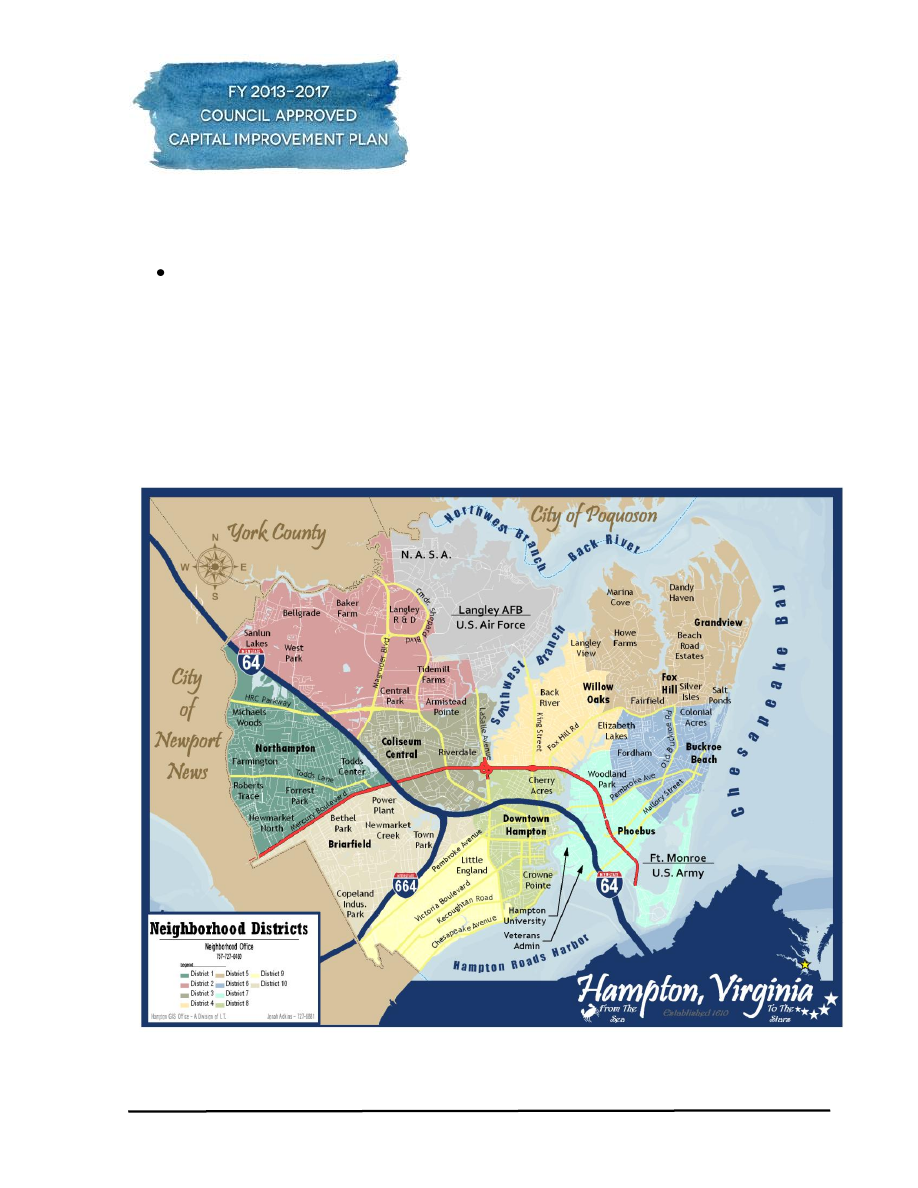 FY 2013-2017
COUNCIL APPROVED
CAPITAL IMPROVEMENT PLAN
•
York County
City of Poquoson
Northwest Branch
Back River
N
W E
S
N. A. S. A.
Langley AFB
U.S. Air Force
Southwest Branch
Cmdr Shepard Blvd
Magruder Blvd
Baker
Farm
Bellgrade
Langley
R & D
Sanlun
Lakes
West
Park
64
City
of
Newport
News
Tidemill
Farms
Central
Park
Armistead
Pointe
LaSalle Avenue
HRC Parkway
Michaels
Woods
Northampton
Farmington
Todds
Center
Todds Lane
Roberts
Trace
Forrest
Park
Newmarket
North
Mercury Boulevard
Coliseum
Central
Riverdale
Marina
Cove
Dandy
Haven
Howe
Farms
Grandview
Beach
Road
Estates
Langley
View
Back
River
Willow
Oaks
Fox
Hill
Silver
Isles
Salt
Ponds
Fairfield
Colonial
Acres
King Street
Fox Hill Rd
Elizabeth
Lakes
Old Buckroe Rd
Buckroe
Beach
Fordham
Chesapeake Bay
Woodland
Park
Pembroke Ave
Mallory Street
Cherry
Acres
Phoebus
Ft. Monroe
U.S. Army
Power
Plant
Bethel
Park
Newmarket
Creek
Town
Park
Briarfield
Downtown
Hampton
Pembroke Avenue
Little
England
664
Victoria Boulevard
Kecoughtan Road
Chesapeake Avenue
Crowne
Pointe
64
Copeland
Indus.
Park
Hampton
University
Veterans
Admin
Hampton Roads Harbor
Neighborhood Districts
Neighborhood Office
757-727-6460
Legend
District 1 District 5 District 9
District 2 District 6 District 10
District 3 District 7
District 4 District 8
Hampton GIS Office - A Division of I.T.
Hampton, Virginia
From The
Sea
Established 1610
To The
Stars